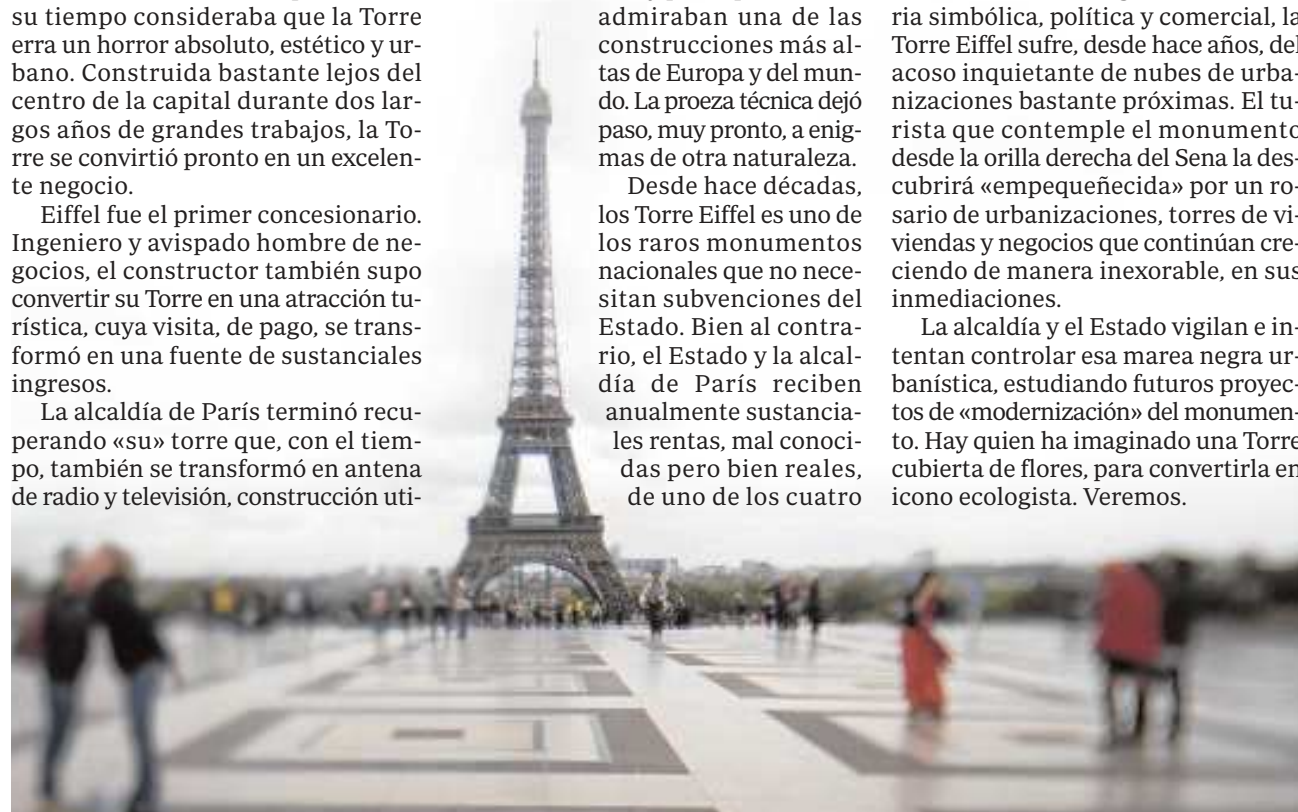 su tiempo consideraba que la Torre
erra un horror absoluto, estético y ur-
bano. Construida bastante lejos del
centro de la capital durante dos lar-
gos años de grandes trabajos, la To-
rre se convirtió pronto en un excelen-
te negocio.
Eiffel fue el primer concesionario.
Ingeniero y avispado hombre de ne-
gocios, el constructor también supo
convertir su Torre en una atracción tu-
rística, cuya visita, de pago, se trans-
formó en una fuente de sustanciales
ingresos.
La alcaldía de París terminó recu-
perando «su» torre que, con el tiem-
po, también se transformó en antena
de radio y televisión, construcción uti-
admiraban una de las
construcciones más al-
tas de Europa y del mun-
do. La proeza técnica dejó
paso, muy pronto, a enig-
mas de otra naturaleza.
Desde hace décadas,
los Torre Eiffel es uno de
los raros monumentos
nacionales que no nece-
sitan subvenciones del
Estado. Bien al contra-
rio, el Estado y la alcal-
día de París reciben
anualmente sustancia-
les rentas, mal conoci-
das pero bien reales,
de uno de los cuatro
ria simbólica, política y comercial, la
Torre Eiffel sufre, desde hace años, del
acoso inquietante de nubes de urba-
nizaciones bastante próximas. El tu-
rista que contemple el monumento
desde la orilla derecha del Sena la des-
cubrirá «empequeñecida» por un ro-
sario de urbanizaciones, torres de vi-
viendas y negocios que continúan cre-
ciendo de manera inexorable, en sus
inmediaciones.
La alcaldía y el Estado vigilan e in-
tentan controlar esa marea negra ur-
banística, estudiando futuros proyec-
tos de «modernización» del monumen-
to. Hay quien ha imaginado una Torre
cubierta de flores, para convertirla en
icono ecologista. Veremos.